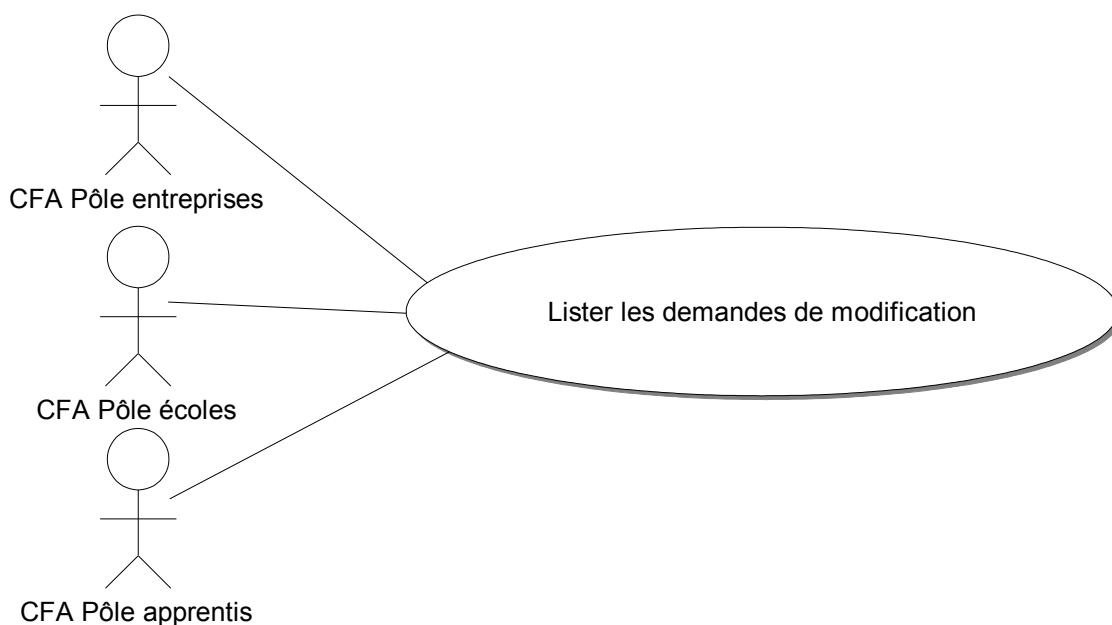 CFA Pôle entreprises
Lister les demandes de modification
CFA Pôle écoles
CFA Pôle apprentis